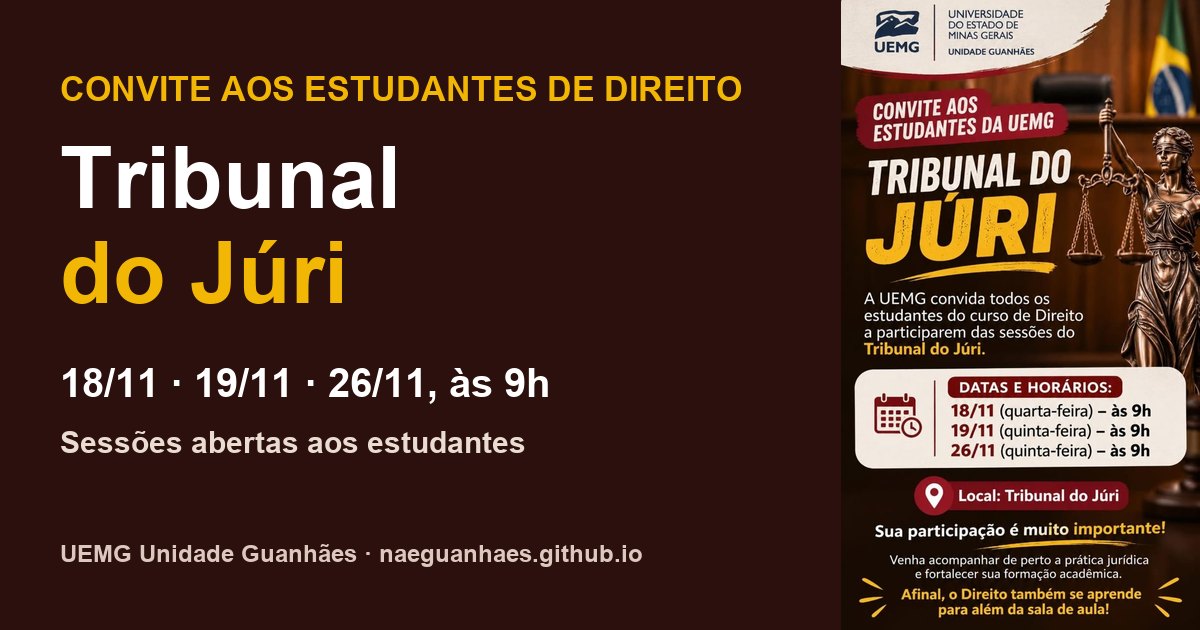 CONVITE AOS ESTUDANTES DE DIREITO
Tribunal
do Júri
18/11 · 19/11 · 26/11, às 9h
Sessões abertas aos estudantes
UEMG Unidade Guanhães · naeguanhaes.github.io
UEMG
UNIVERSIDADE
DO ESTADO DE
MINAS GERAIS
UNIDADE GUANHÃES
CONVITE AOS
ESTUDANTES DA UEMG
TRIBUNAL DO
JÚRI
A UEMG convida todos os
estudantes do curso de Direito
a participarem das sessões do
Tribunal do Júri.
DATAS E HORÁRIOS:
18/11 (quarta-feira) – às 9h
19/11 (quinta-feira) – às 9h
26/11 (quinta-feira) – às 9h
Local: Tribunal do Júri
Sua participação é muito importante!
Venha acompanhar de perto a prática jurídica
e fortalecer sua formação acadêmica.
Afinal, o Direito também se aprende
para além da sala de aula!